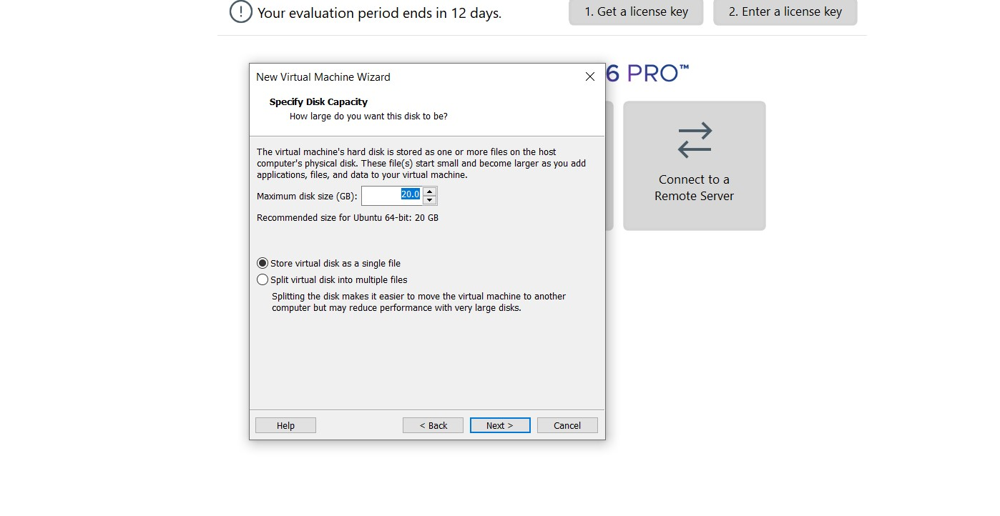 Your evaluation period ends in 12 days.
1. Get a license key
2. Enter a license key
6 PRO™
New Virtual Machine Wizard
Specify Disk Capacity
How large do you want this disk to be?
The virtual machine's hard disk is stored as one or more files on the host
computer's physical disk. These file(s) start small and become larger as you add
applications, files, and data to your virtual machine.
Maximum disk size (GB): 20.0
Recommended size for Ubuntu 64-bit: 20 GB
Store virtual disk as a single file
Split virtual disk into multiple files
Splitting the disk makes it easier to move the virtual machine to another
computer but may reduce performance with very large disks.
Help
< Back
Next >
Cancel
Connect to a
Remote Server